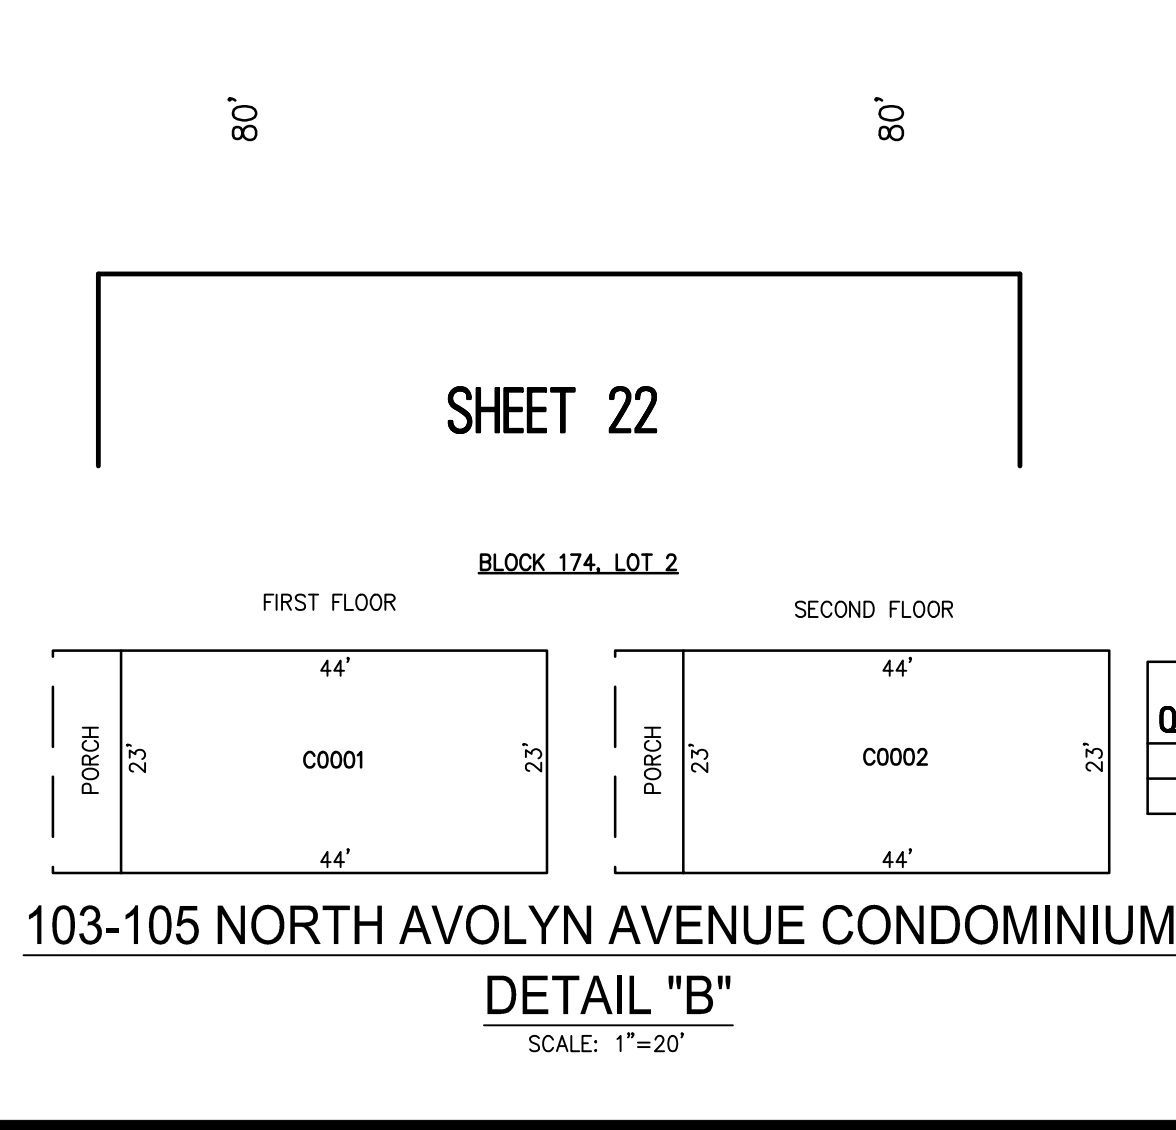 80'
80'
SHEET 22
BLOCK 174, LOT 2
FIRST FLOOR
SECOND FLOOR
44'
PORCH
23'
C0001
23'
44'
44'
PORCH
23'
C0002
23'
44'
103-105 NORTH AVOLYN AVENUE CONDOMINIUM
DETAIL "B"
SCALE: 1"=20'